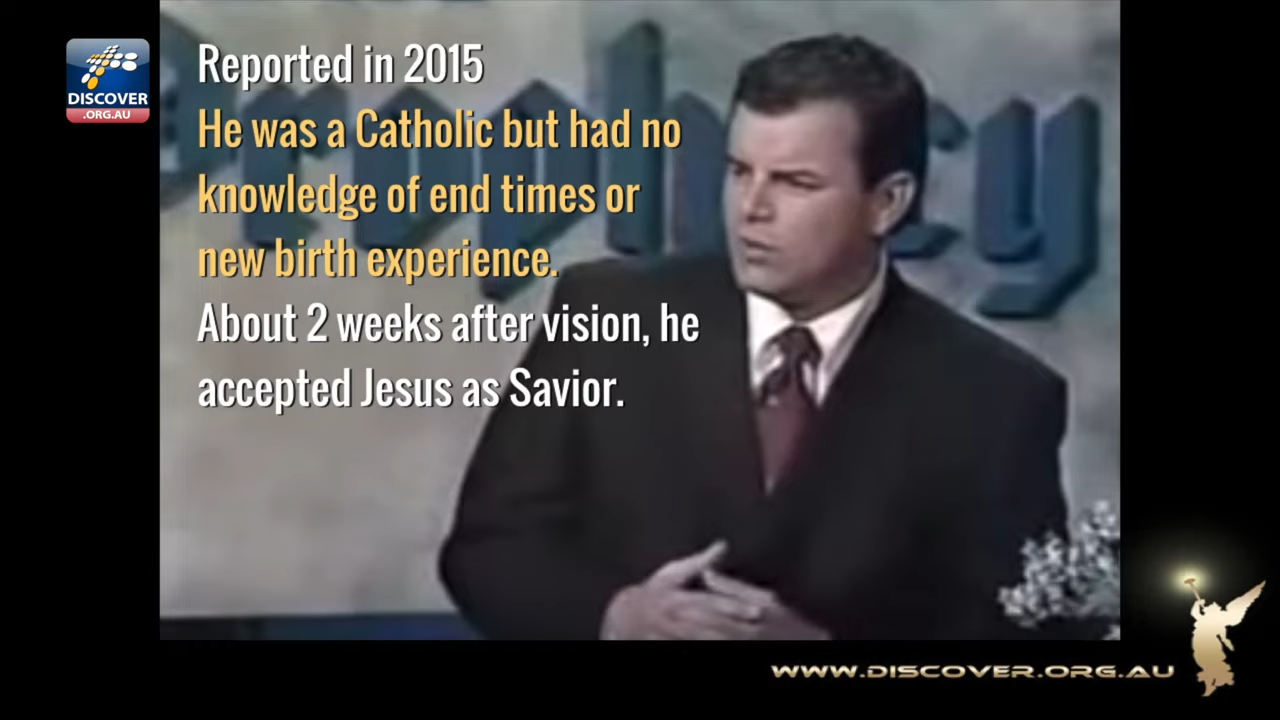 Reported in 2015
He was a Catholic but had no
knowledge of end times or
new birth experience.
About 2 weeks after vision, he
accepted Jesus as Savior.
DISCOVER
.ORG.AU
Prophecy
WWW.DISCOVER.ORG.AU